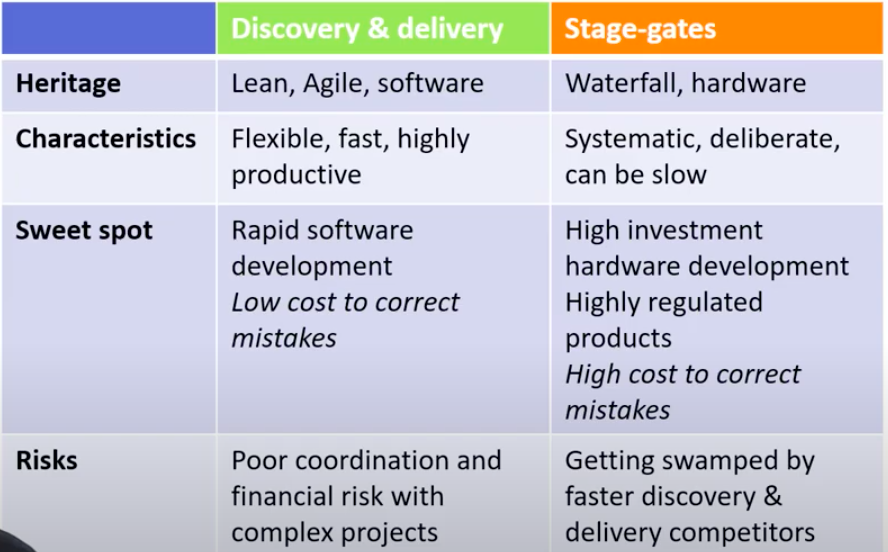 Discovery & delivery
Stage-gates
Heritage
Lean, Agile, software
Waterfall, hardware
Characteristics
Flexible, fast, highly
productive
Systematic, deliberate,
can be slow
Sweet spot
Rapid software
development
Low cost to correct
mistakes
High investment
hardware development
Highly regulated
products
High cost to correct
mistakes
Risks
Poor coordination and
financial risk with
complex projects
Getting swamped by
faster discovery &
delivery competitors